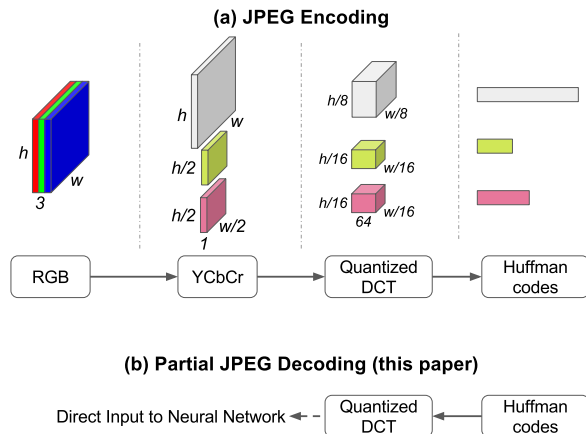 (a) JPEG Encoding
h
w
3
h
w
h/2
h/2
w/2
1
h/8
w/8
h/16
w/16
h/16
w/16
64
RGB
YCbCr
Quantized
DCT
Huffman
codes
(b) Partial JPEG Decoding (this paper)
Direct Input to Neural Network
Quantized
DCT
Huffman
codes